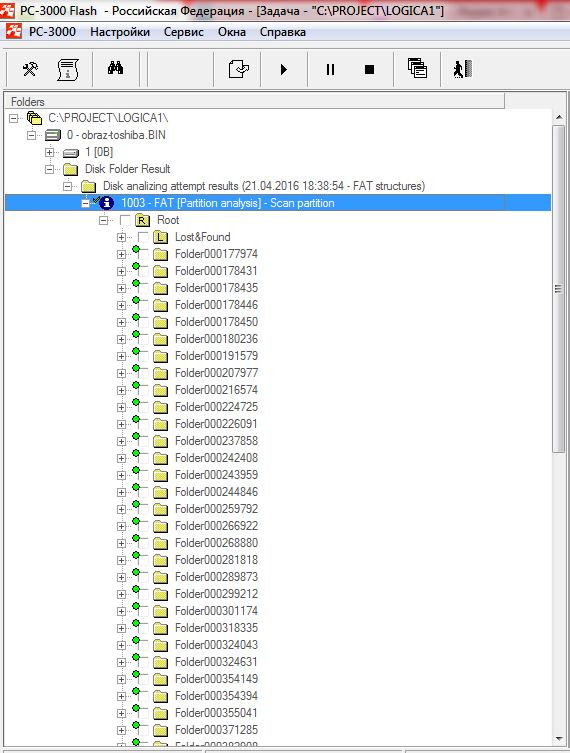 PC-3000 Flash - Российская Федерация - [Задача - "C:\PROJECT\LOGICA1"]
PC-3000 Настройки Сервис Окна Справка
Folders
C:\PROJECT\LOGICA1\
0 - obraz-toshiba.BIN
1 [0B]
Disk Folder Result
Disk analizing attempt results (21.04.2016 18:38:54 - FAT structures)
1003 - FAT [Partition analysis] - Scan partition
R Root
L Lost&Found
Folder000177974
Folder000178431
Folder000178435
Folder000178446
Folder000178450
Folder000180236
Folder000191579
Folder000207977
Folder000216574
Folder000224725
Folder000226091
Folder000237858
Folder000242408
Folder000243959
Folder000244846
Folder000259792
Folder000266922
Folder000268880
Folder000281818
Folder000289873
Folder000299212
Folder000301174
Folder000318335
Folder000324043
Folder000324631
Folder000354149
Folder000354394
Folder000355041
Folder000371285